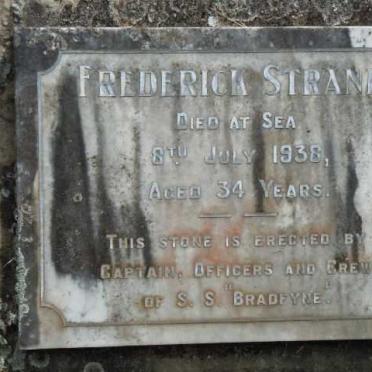 FREDERICK STRAN
DIED AT SEA
8TH JULY 1938,
AGED 34 YEARS.
THIS STONE IS ERECTED BY
CAPTAIN, OFFICERS AND CREW
OF S. S. "BRADFYNE."